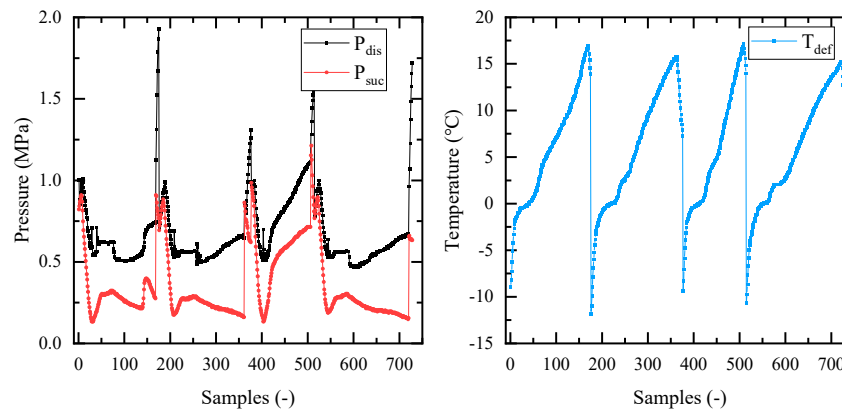 2.0
1.5
1.0
0.5
0.0
Pressure (MPa)
0 100 200 300 400 500 600 700
Samples (-)
P_dis
P_suc
20
15
10
5
0
-5
-10
-15
Temperature (°C)
0 100 200 300 400 500 600 700
Samples (-)
T_def